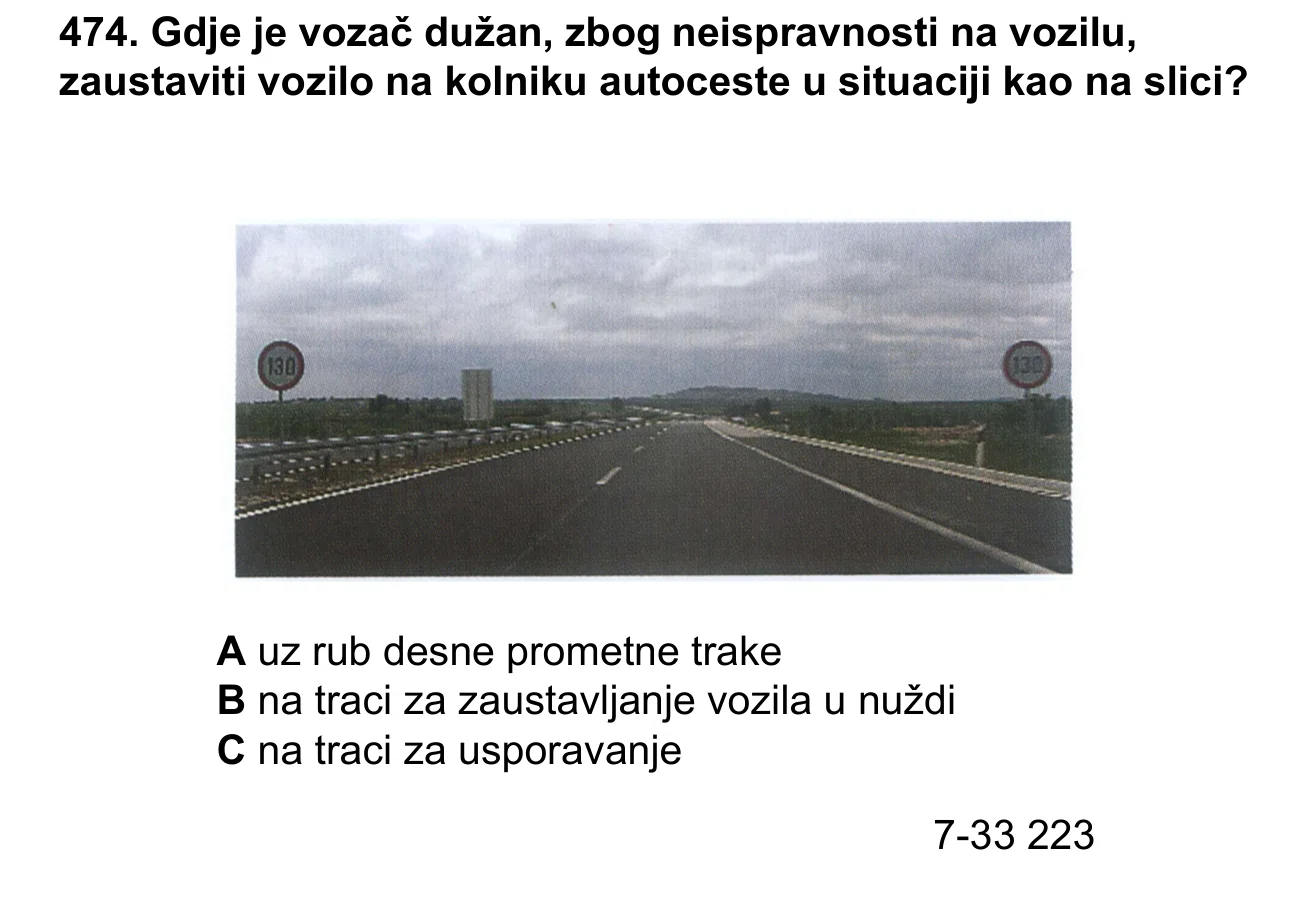 474. Gdje je vozač dužan, zbog neispravnosti na vozilu,
zaustaviti vozilo na kolniku autoceste u situaciji kao na slici?
130
130
A uz rub desne prometne trake
B na traci za zaustavljanje vozila u nuždi
C na traci za usporavanje
7-33 223